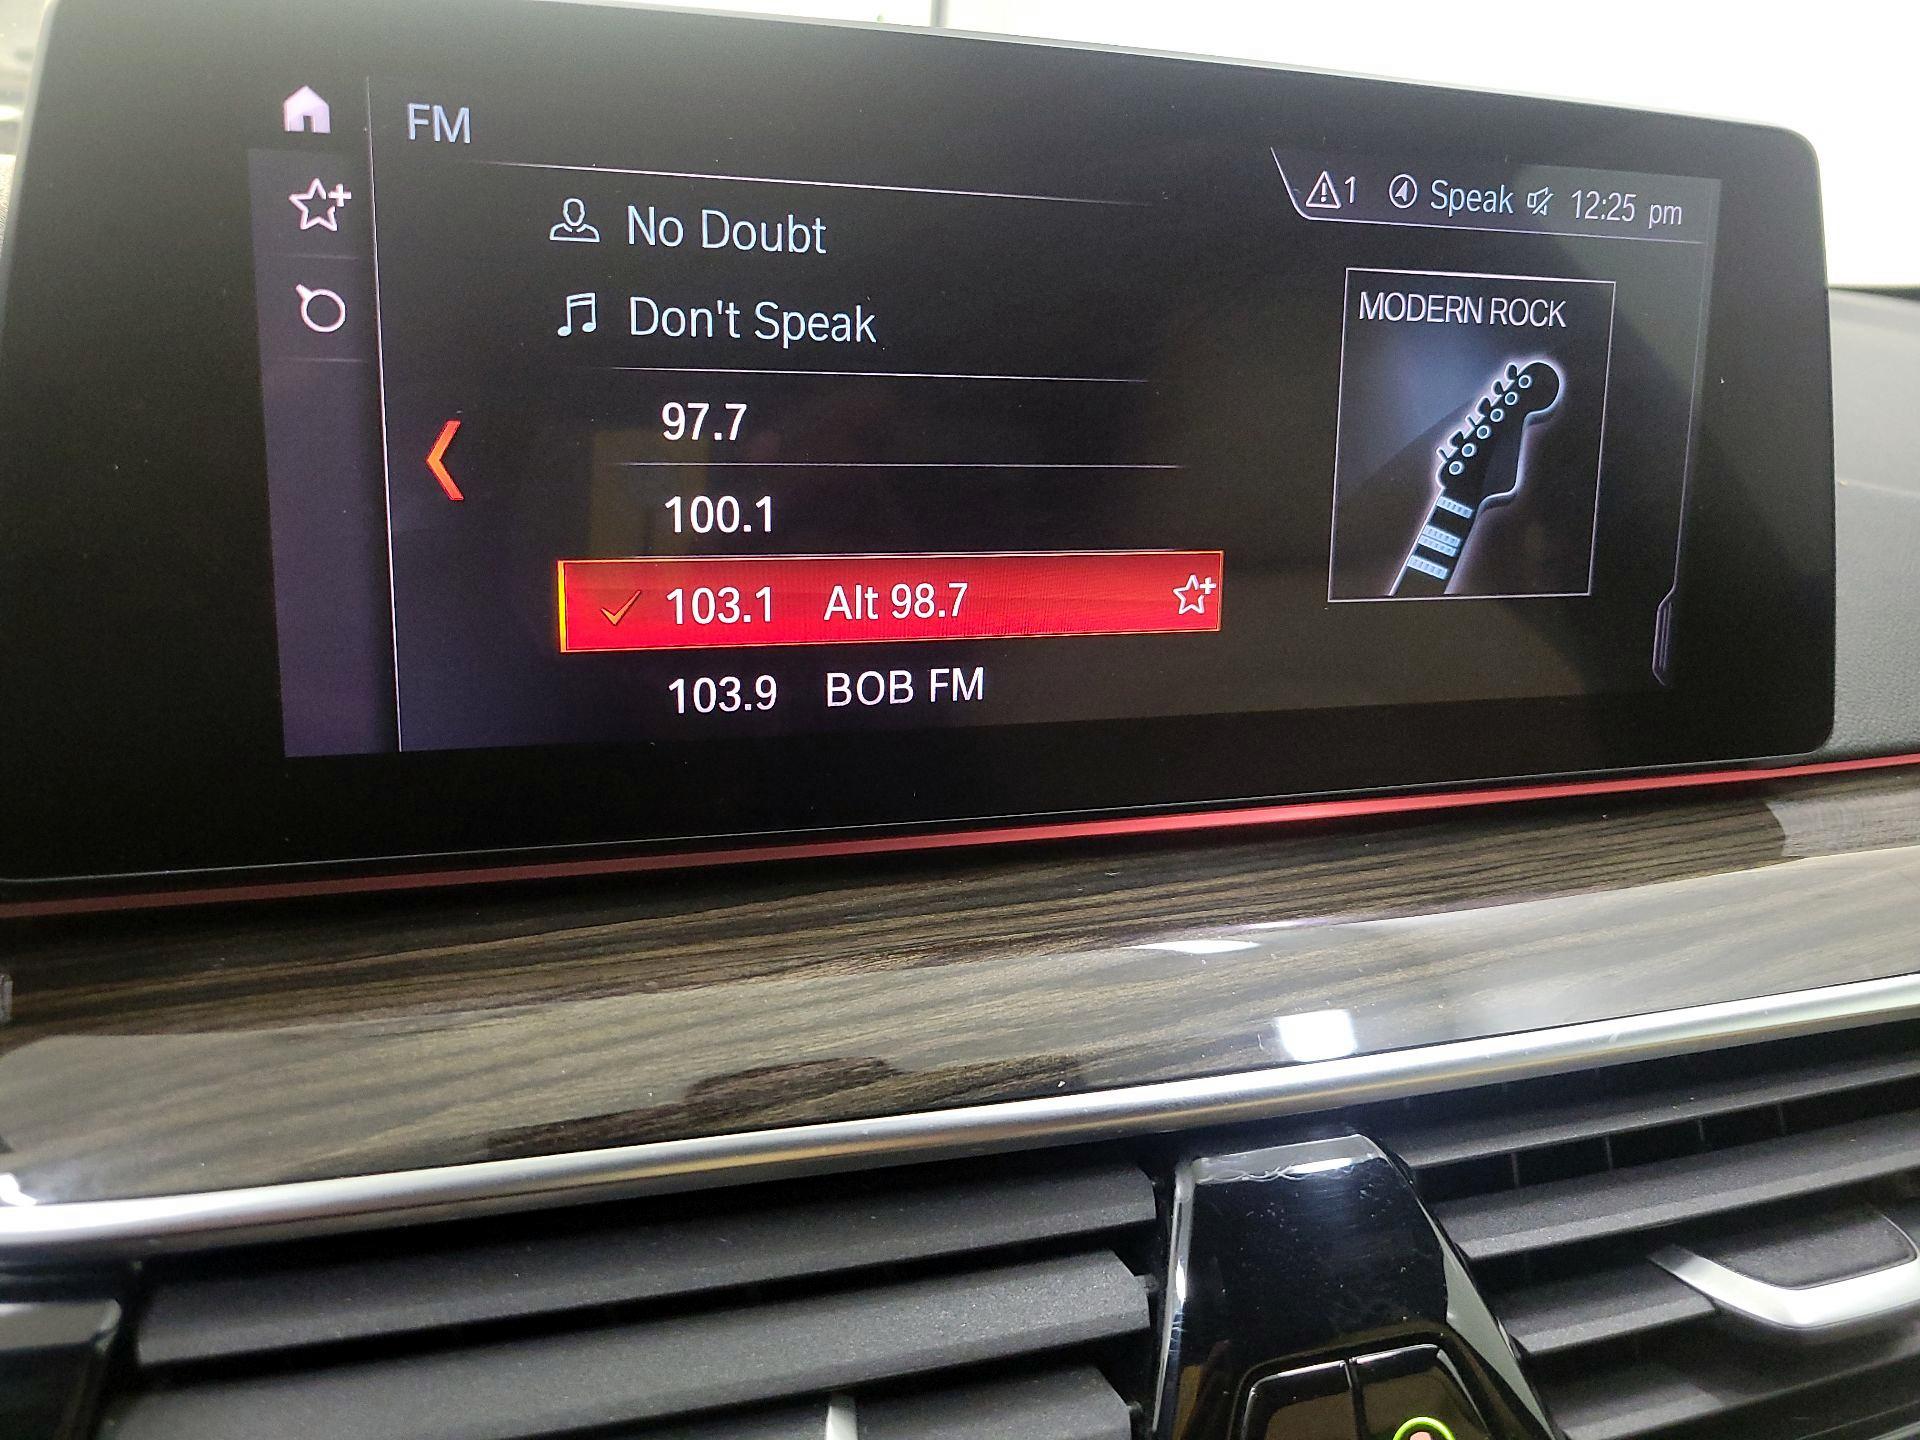 FM
1 Speak 12:25 pm
No Doubt
Don't Speak
MODERN ROCK
97.7
100.1
103.1 Alt 98.7
103.9 BOB FM